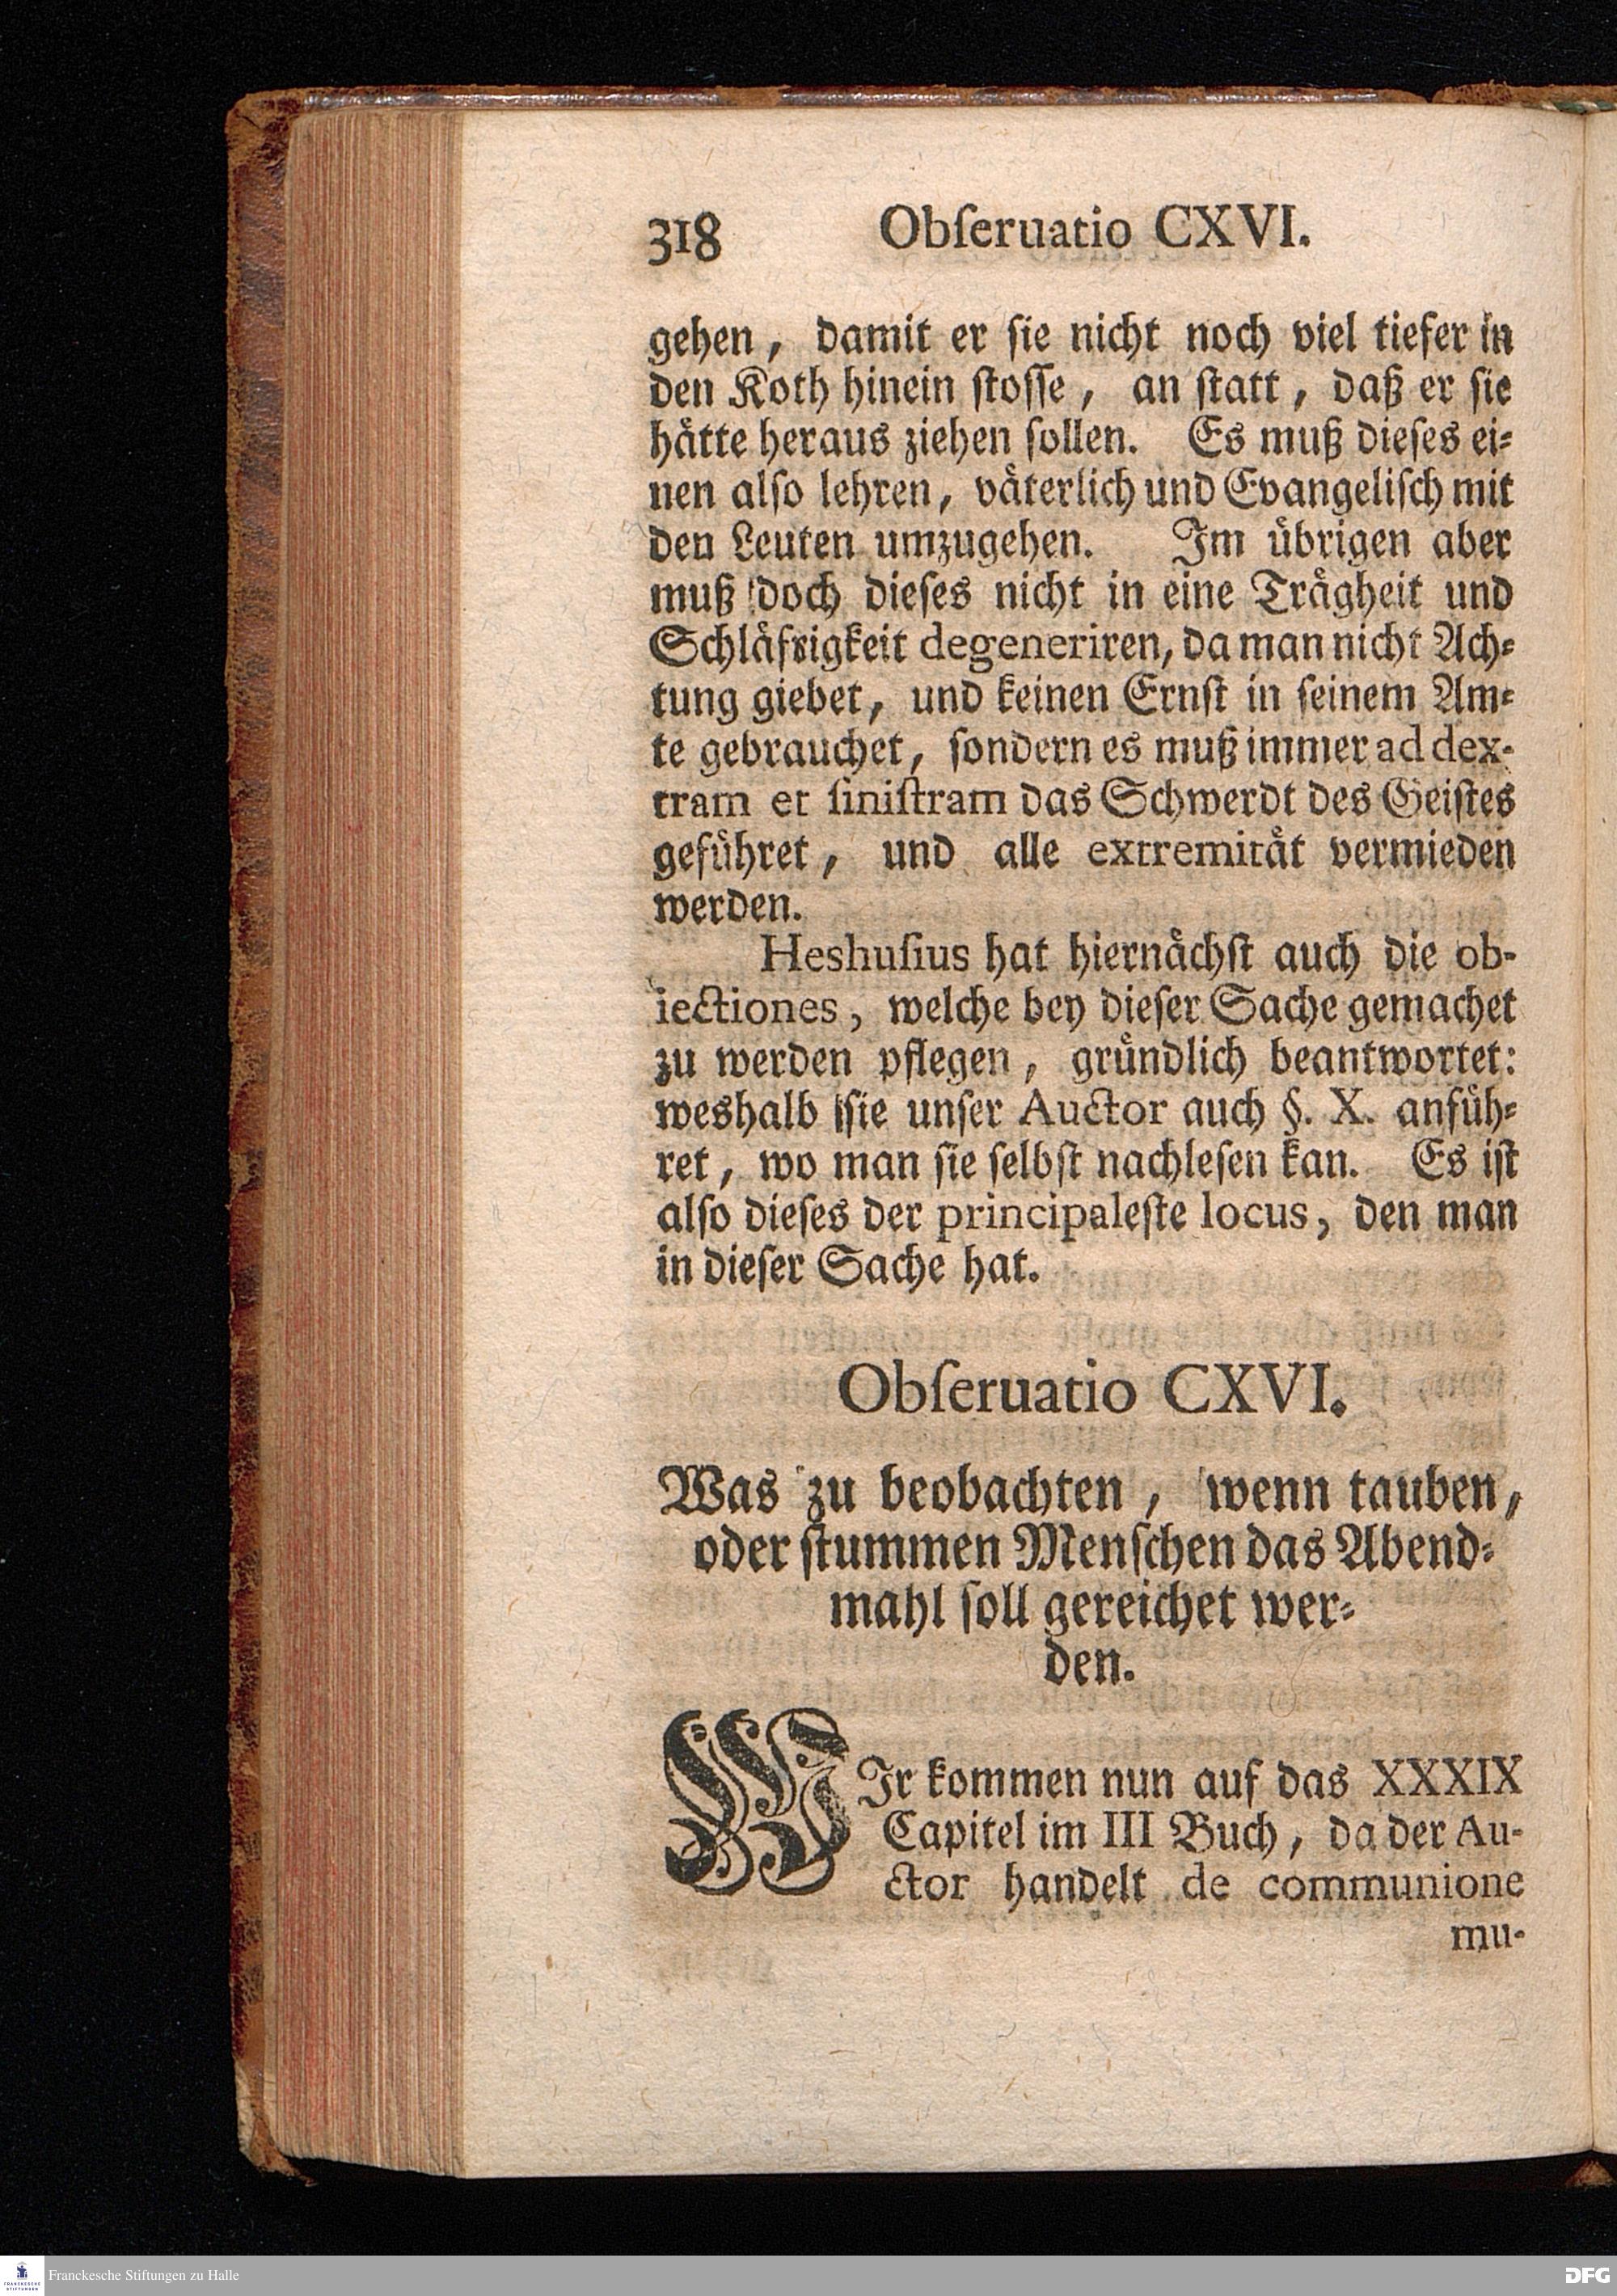 318 Obſeruatio CXVI.
gehen, damit er ſie nicht noch viel tiefer in
den Koth hinein ſtoſſe, an ſtatt, daß er ſie
hätte heraus ziehen ſollen. Es muß dieſes ei-
nen alſo lehren, väterlich und Evangeliſch mit
den Leuten umzugehen. Im übrigen aber
muß doch dieſes nicht in eine Trägheit und
Schläfrigkeit degeneriren, da man nicht Ach-
tung giebet, und keinen Ernſt in ſeinem Am-
te gebrauchet, ſondern es muß immer ad dex-
tram et ſiniſtram das Schwerdt des Geiſtes
geführet, und alle extremität vermieden
werden.
Heshuſius hat hiernächſt auch die ob-
iectiones, welche bey dieſer Sache gemachet
zu werden pflegen, gründlich beantwortet:
weshalb ſie unſer Auctor auch §. X. anfüh-
ret, wo man ſie ſelbſt nachleſen kan. Es iſt
alſo dieſes der principaleſte locus, den man
in dieſer Sache hat.
Obſeruatio CXVI.
Was zu beobachten, wenn tauben,
oder ſtummen Menſchen das Abend-
mahl ſoll gereichet wer-
den.
WIr kommen nun auf das XXXIX
Capitel im III Buch, da der Au-
ctor handelt de communione
mu-
Franckesche Stiftungen zu Halle
DFG